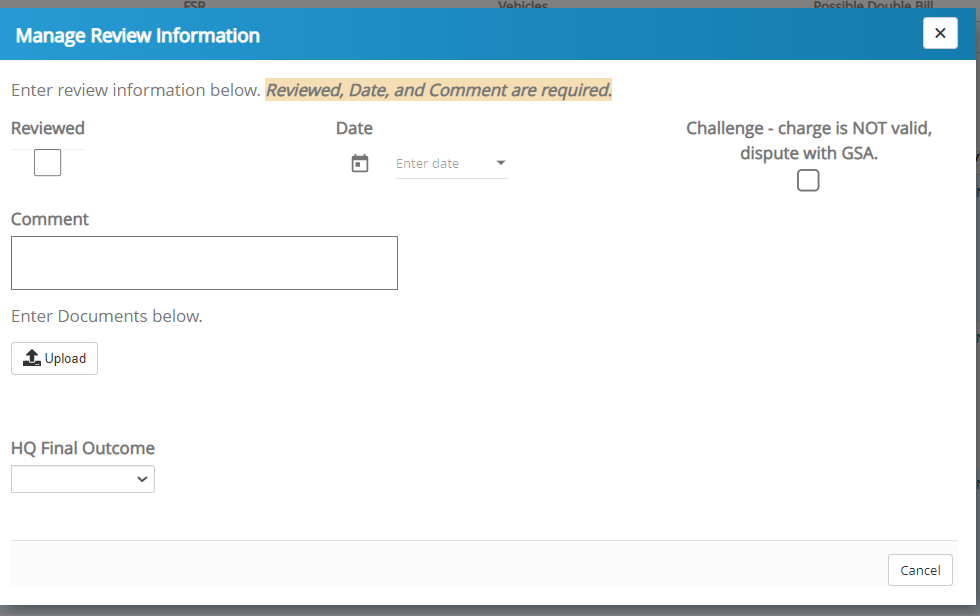 ESR Vehicles Possible Double Bill
Manage Review Information
Enter review information below. Reviewed, Date, and Comment are required.
Reviewed
Date
Challenge - charge is NOT valid,
dispute with GSA.
Enter date
Comment
Enter Documents below.
Upload
HQ Final Outcome
Cancel